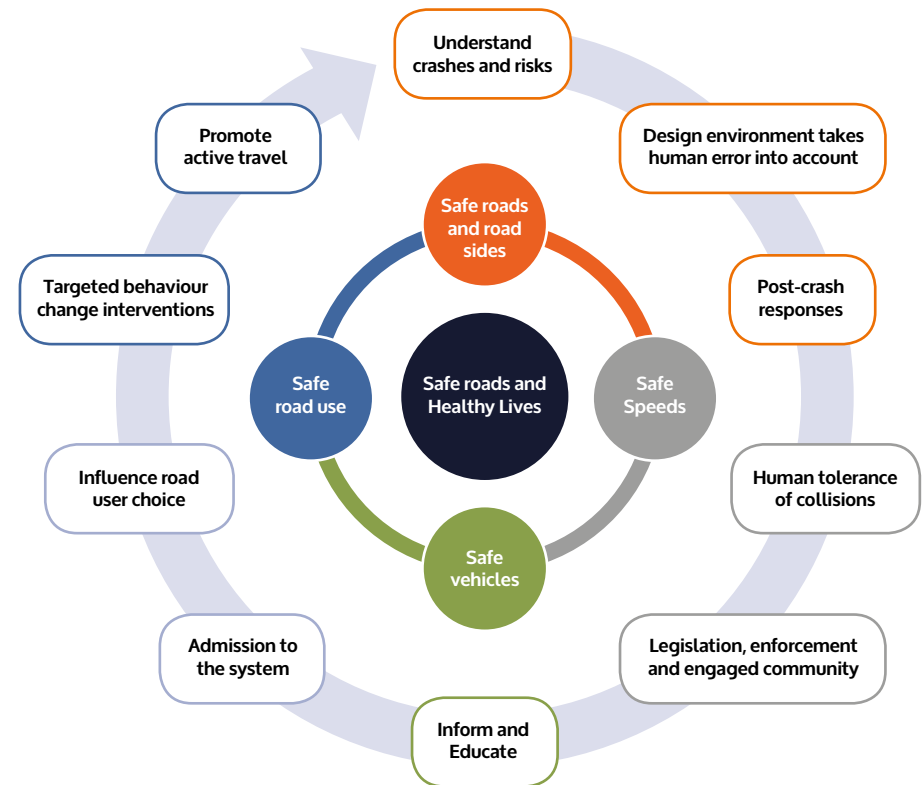 Understand
crashes and risks
Design environment takes
human error into account
Post-crash
responses
Human tolerance
of collisions
Legislation, enforcement
and engaged community
Inform and
Educate
Admission to
the system
Influence road
user choice
Targeted behaviour
change interventions
Promote
active travel
Safe roads
and road
sides
Safe
Speeds
Safe
vehicles
Safe
road use
Safe roads and
Healthy Lives